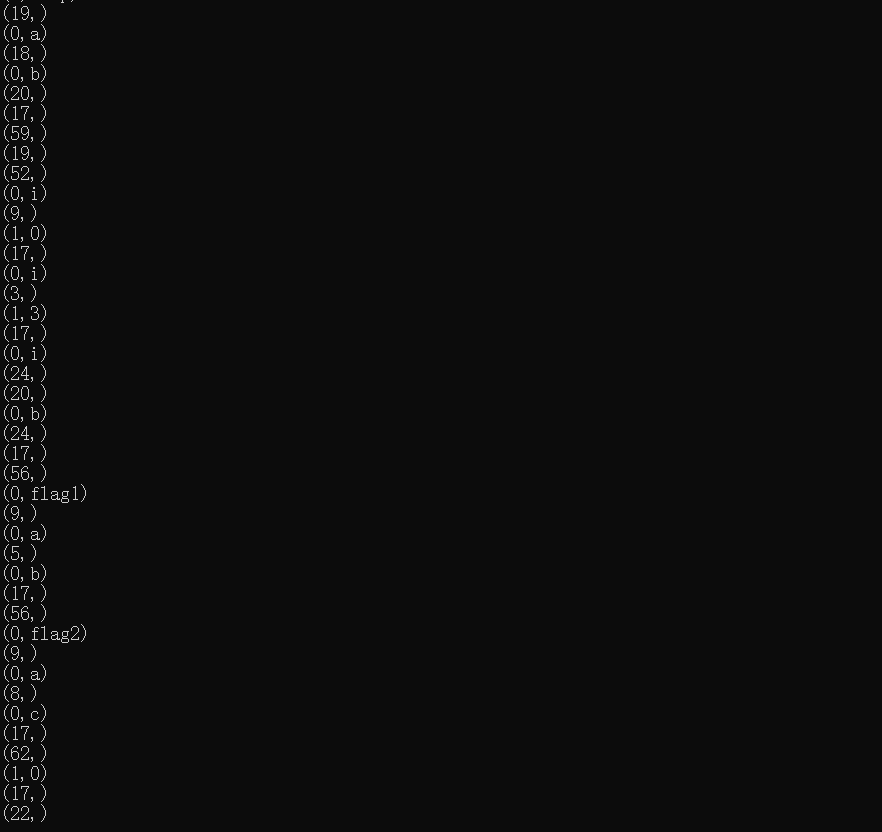 (19,)
(0,a)
(18,)
(0,b)
(20,)
(17,)
(59,)
(19,)
(52,)
(0,i)
(9,)
(1,0)
(17,)
(0,i)
(3,)
(1,3)
(17,)
(0,i)
(24,)
(20,)
(0,b)
(24,)
(17,)
(56,)
(0,flag1)
(9,)
(0,a)
(5,)
(0,b)
(17,)
(56,)
(0,flag2)
(9,)
(0,a)
(8,)
(0,c)
(17,)
(62,)
(1,0)
(17,)
(22,)